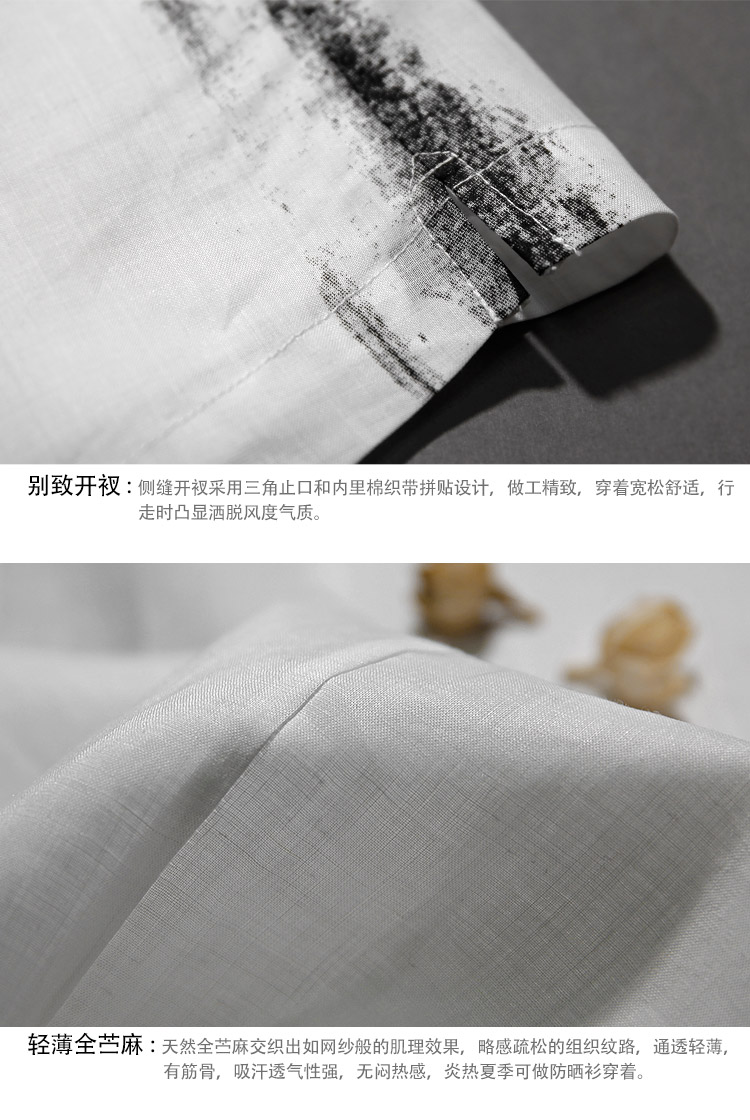 别致开衩：侧缝开衩采用三角止口和内里棉织带拼贴设计，做工精致，穿着宽松舒适，行
走时凸显洒脱风度气质。
轻薄全苎麻：天然全苎麻交织出如网纱般的肌理效果，略感疏松的组织纹路，通透轻薄，
有筋骨，吸汗透气性强，无闷热感，炎热夏季可做防晒衫穿着。